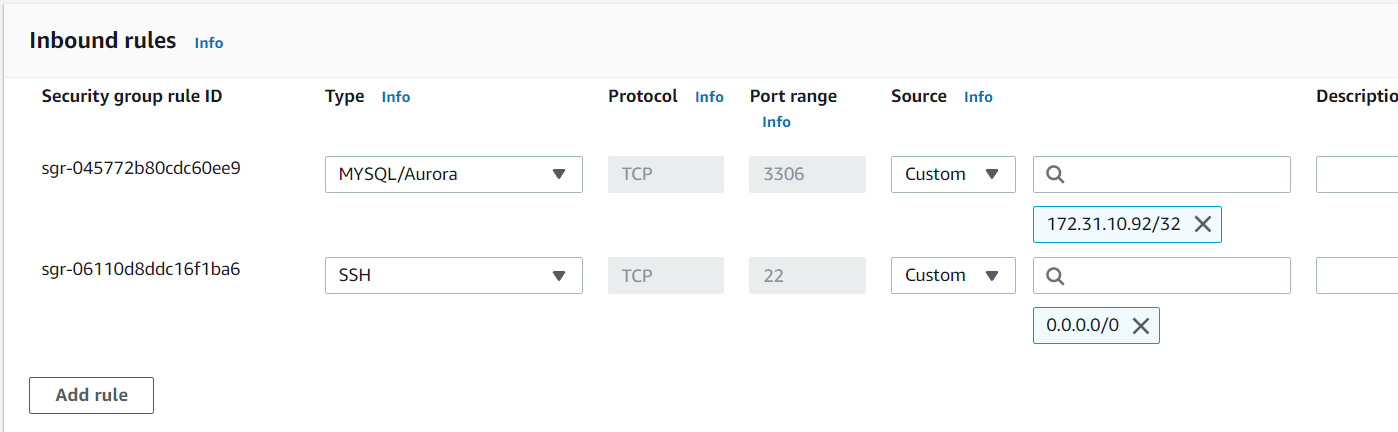 Inbound rules Info
Security group rule ID Type Info Protocol Info Port range Info Source Info Descriptio
sgr-045772b80cdc60ee9 MYSQL/Aurora TCP 3306 Custom
172.31.10.92/32
sgr-06110d8ddc16f1ba6 SSH TCP 22 Custom
0.0.0.0/0
Add rule